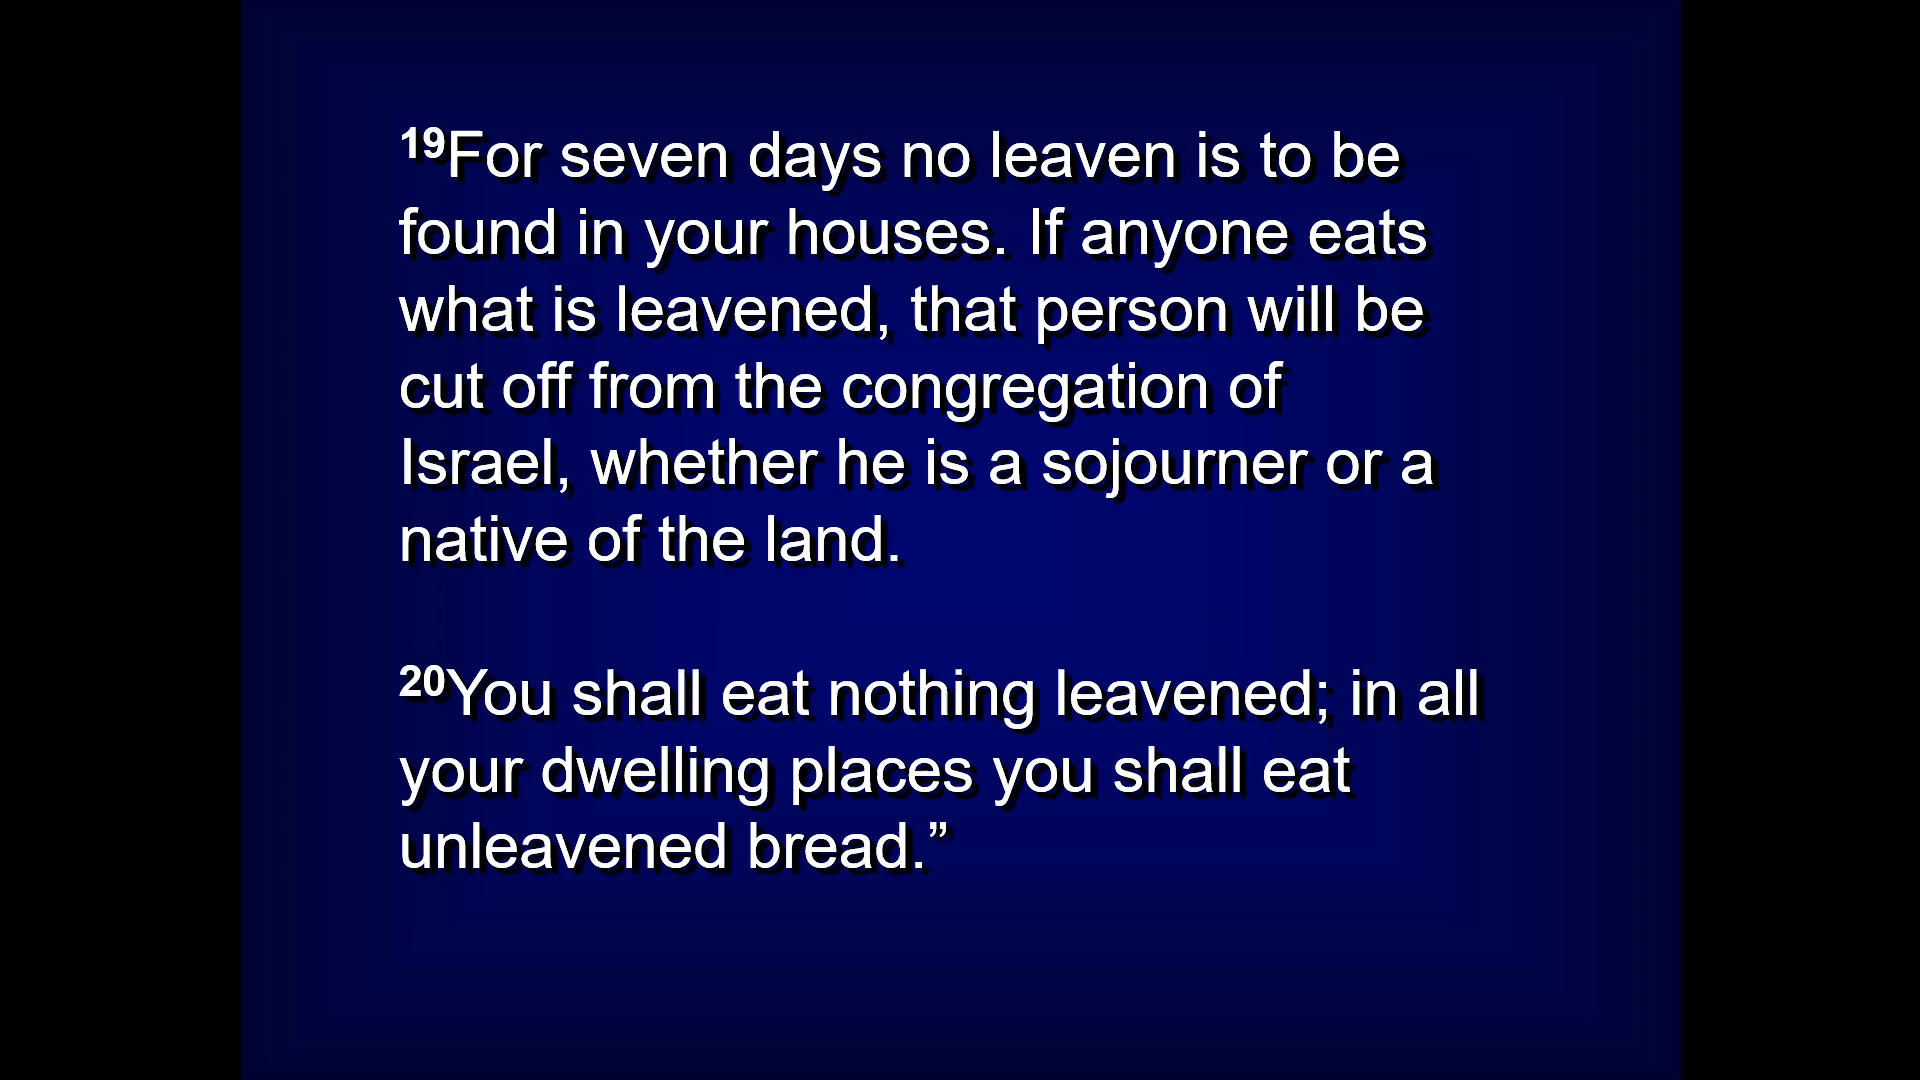 19For seven days no leaven is to be
found in your houses. If anyone eats
what is leavened, that person will be
cut off from the congregation of
Israel, whether he is a sojourner or a
native of the land.
20You shall eat nothing leavened; in all
your dwelling places you shall eat
unleavened bread.”